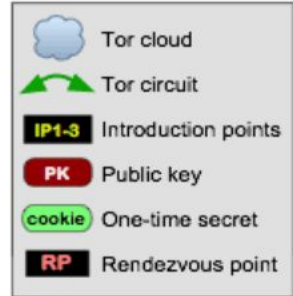 Tor cloud
Tor circuit
IP1-3 Introduction points
PK Public key
cookie One-time secret
RP Rendezvous point